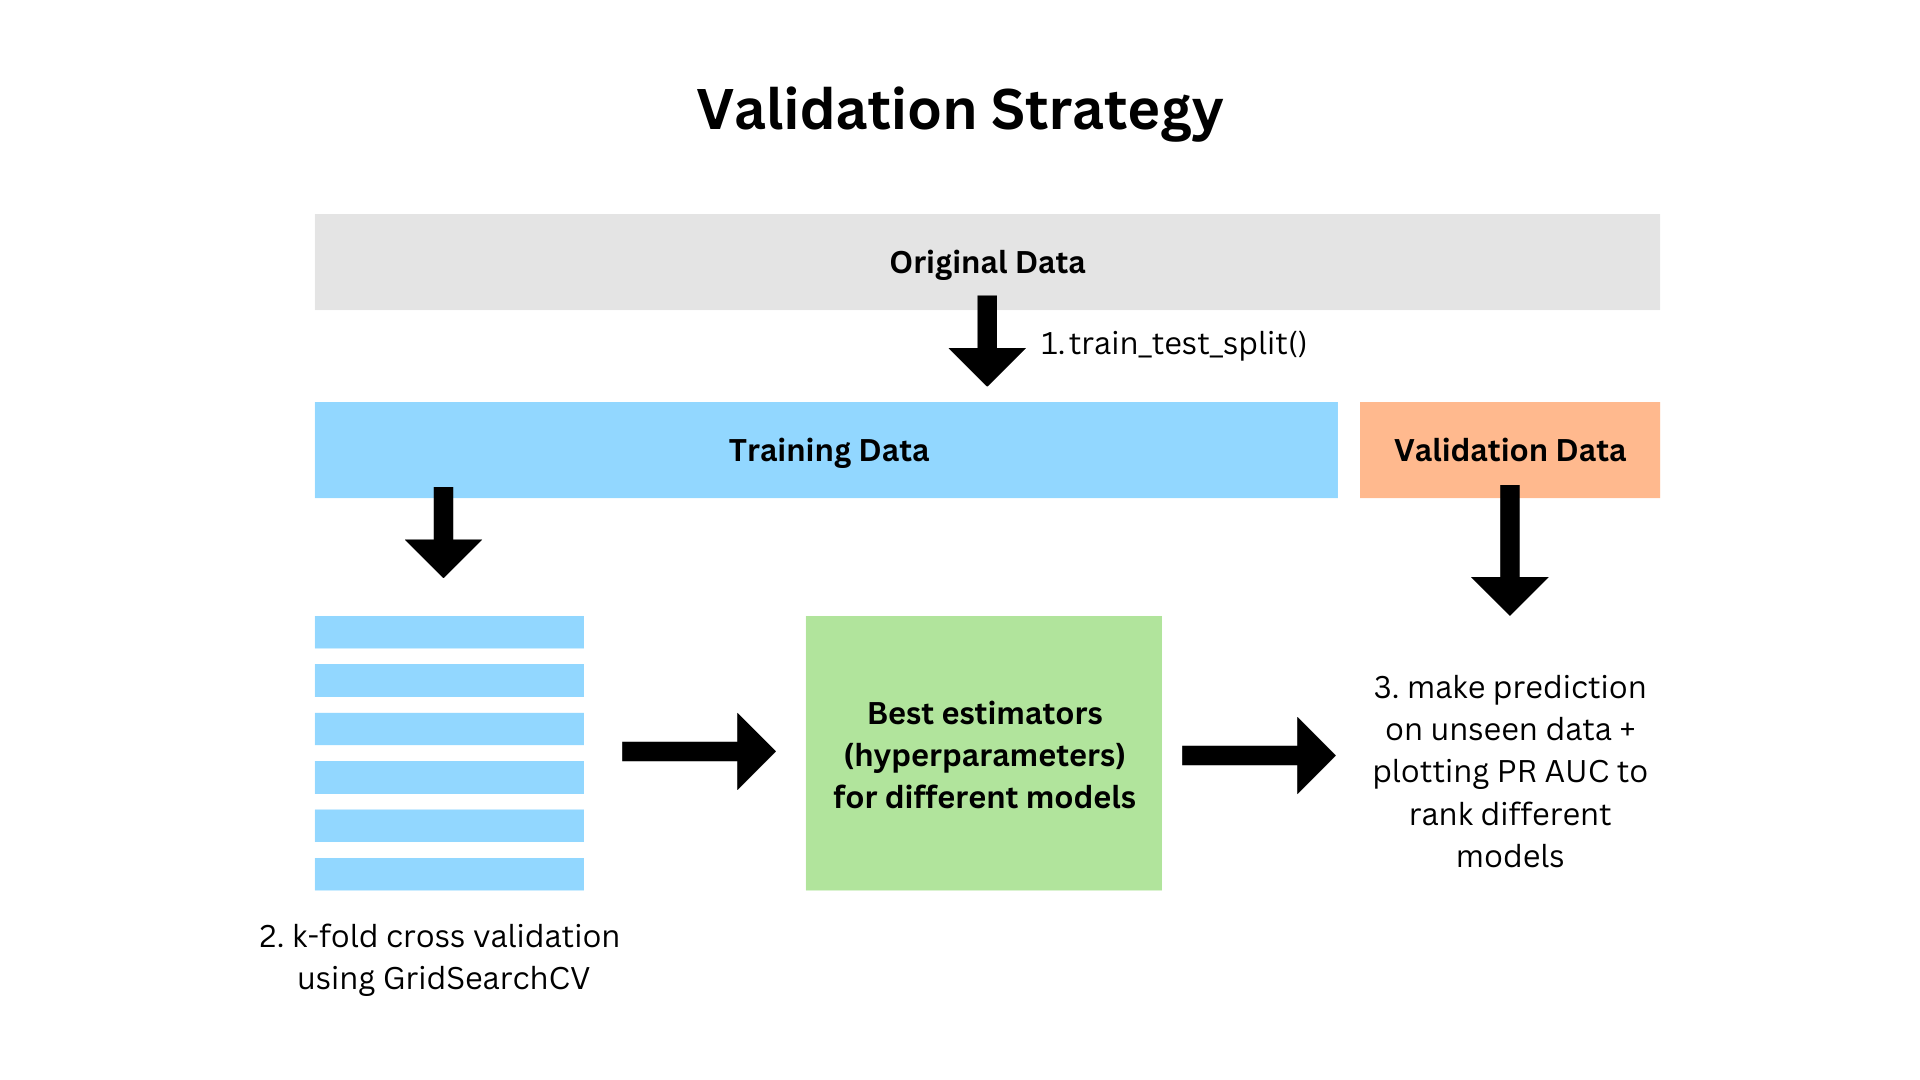 Validation Strategy
Original Data
1. train_test_split()
Training Data
Validation Data
Best estimators
(hyperparameters)
for different models
3. make prediction
on unseen data +
plotting PR AUC to
rank different
models
2. k-fold cross validation
using GridSearchCV